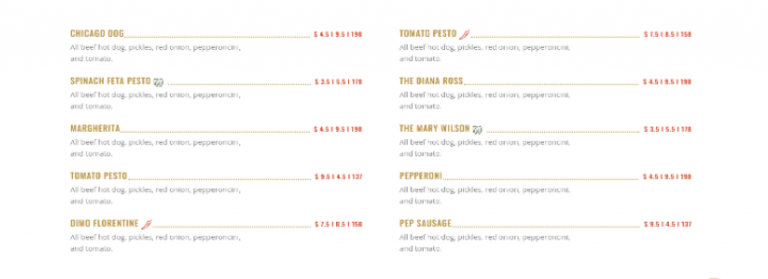 CHICAGO DOG $ 4.5 | 9.5 | 19$
All beef hot dog, pickles, red onion, pepperoncini,
and tomato.
SPINACH FETA PESTO $ 3.5 | 5.5 | 17$
All beef hot dog, pickles, red onion, pepperoncini,
and tomato.
MARGHERITA $ 4.5 | 9.5 | 19$
All beef hot dog, pickles, red onion, pepperoncini,
and tomato.
TOMATO PESTO $ 9.5 | 4.5 | 137
All beef hot dog, pickles, red onion, pepperoncini,
and tomato.
DIMO FLORENTINE $ 7.5 | 8.5 | 15$
All beef hot dog, pickles, red onion, pepperoncini,
and tomato.
TOMATO PESTO $ 7.5 | 8.5 | 15$
All beef hot dog, pickles, red onion, pepperoncini,
and tomato.
THE DIANA ROSS $ 4.5 | 9.5 | 19$
All beef hot dog, pickles, red onion, pepperoncini,
and tomato.
THE MARY WILSON $ 3.5 | 5.5 | 17$
All beef hot dog, pickles, red onion, pepperoncini,
and tomato.
PEPPERONI $ 4.5 | 9.5 | 19$
All beef hot dog, pickles, red onion, pepperoncini,
and tomato.
PEP SAUSAGE $ 9.5 | 4.5 | 137
All beef hot dog, pickles, red onion, pepperoncini,
and tomato.